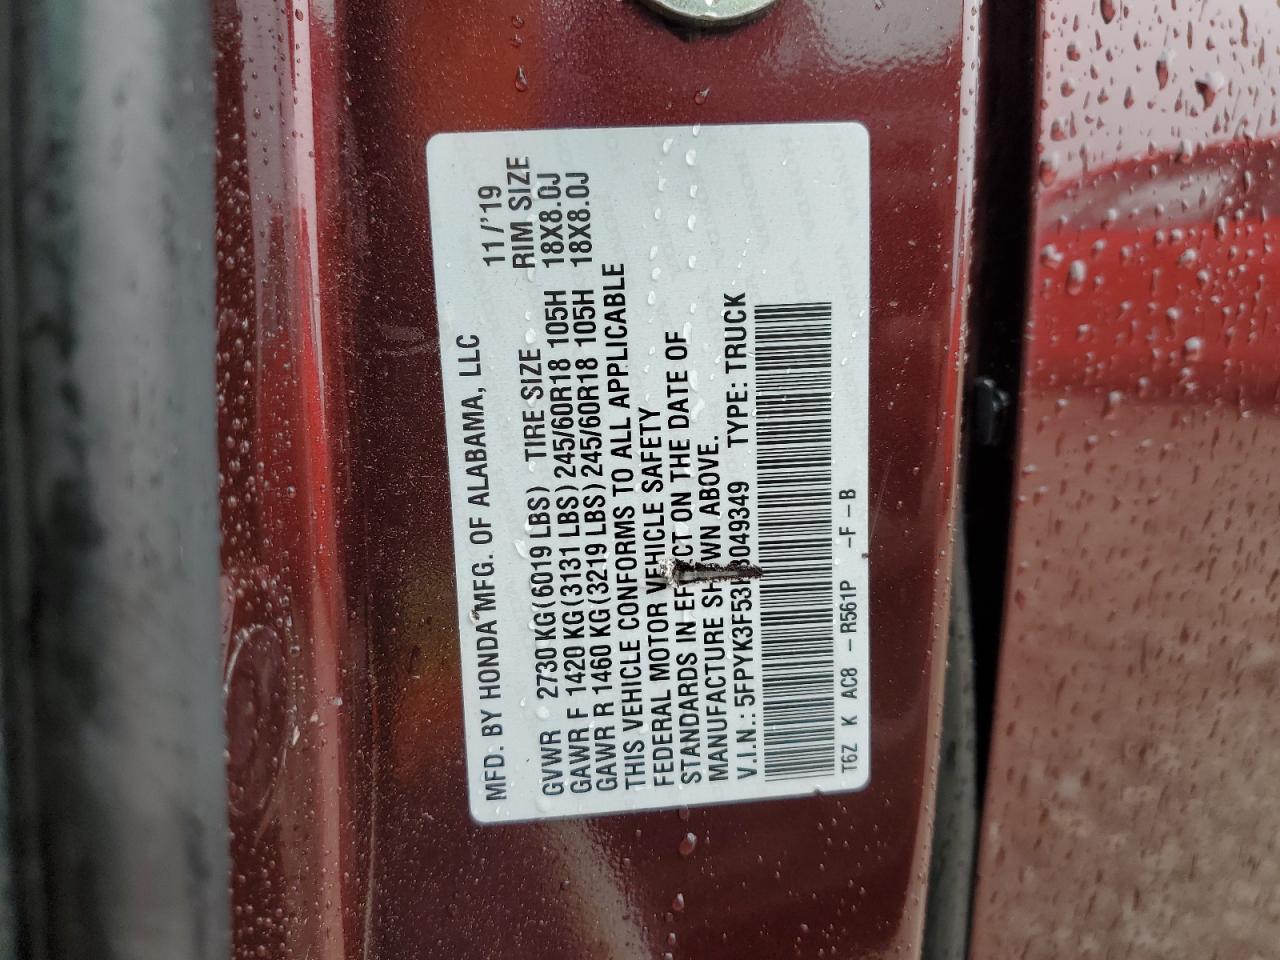 MFD. BY HONDA MFG. OF ALABAMA, LLC 11/'19
GVWR 2730 KG(6019 LBS) TIRE SIZE RIM SIZE
GAWR F 1420 KG(3131 LBS)245/60R18 105H 18X8.0J
GAWR R 1460 KG(3219 LBS)245/60R18 105H 18X8.0J
THIS VEHICLE CONFORMS TO ALL APPLICABLE
FEDERAL MOTOR VEHICLE SAFETY
STANDARDS IN EFFECT ON THE DATE OF
MANUFACTURE SHOWN ABOVE.
V.I.N.: TYPE: TRUCK
T6Z K AC8 - R561P -F -B